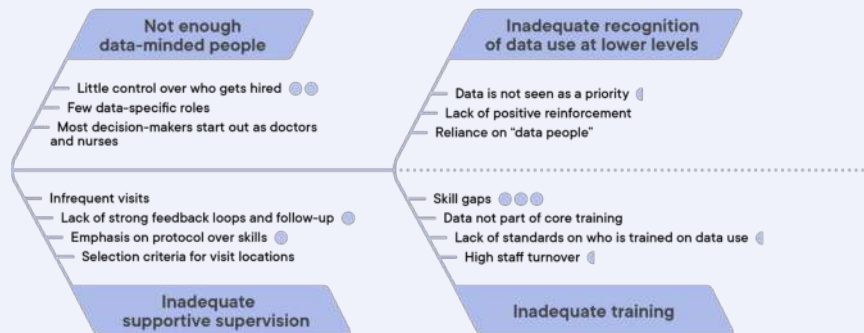 Not enough
data-minded people
Little control over who gets hired
Few data-specific roles
Most decision-makers start out as doctors
and nurses
Inadequate recognition
of data use at lower levels
Data is not seen as a priority
Lack of positive reinforcement
Reliance on “data people”
Infrequent visits
Lack of strong feedback loops and follow-up
Emphasis on protocol over skills
Selection criteria for visit locations
Inadequate
supportive supervision
Skill gaps
Data not part of core training
Lack of standards on who is trained on data use
High staff turnover
Inadequate training